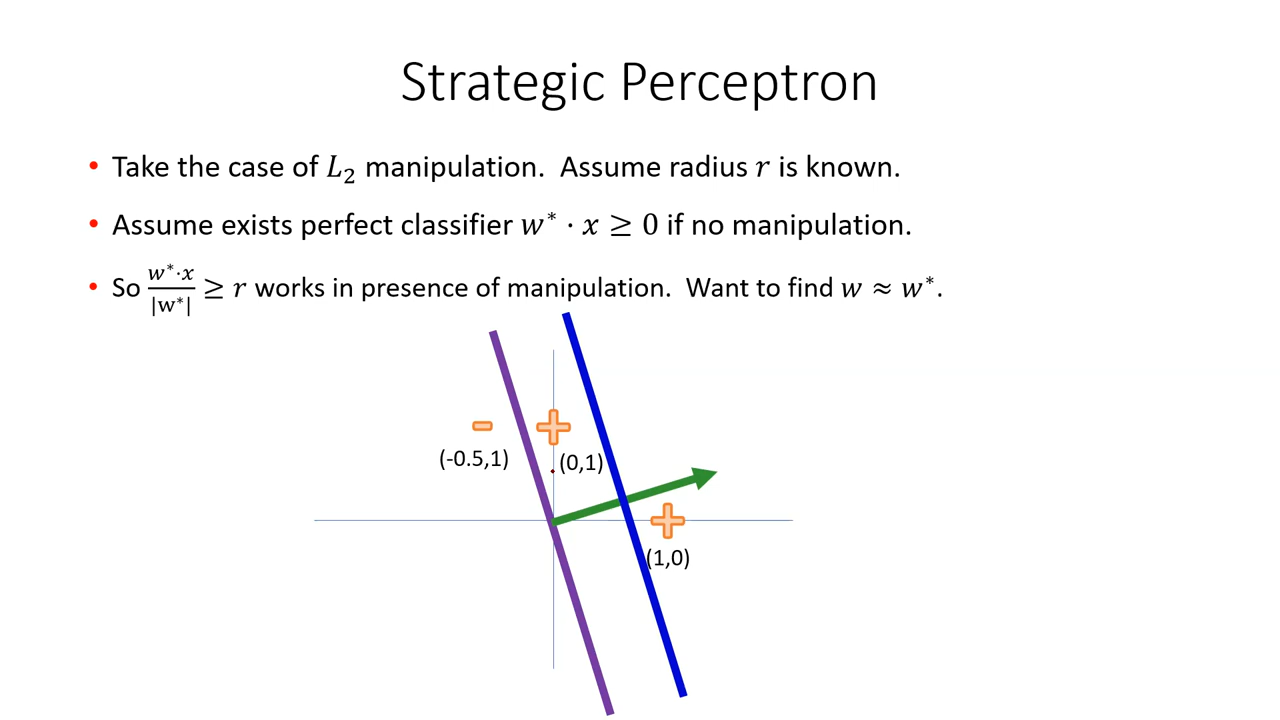 Strategic Perceptron
• Take the case of L₂ manipulation. Assume radius r is known.
• Assume exists perfect classifier w* · x ≥ 0 if no manipulation.
• So w*·x / |w*| ≥ r works in presence of manipulation. Want to find w ≈ w*.
- +
(-0.5,1) (0,1)
+
(1,0)